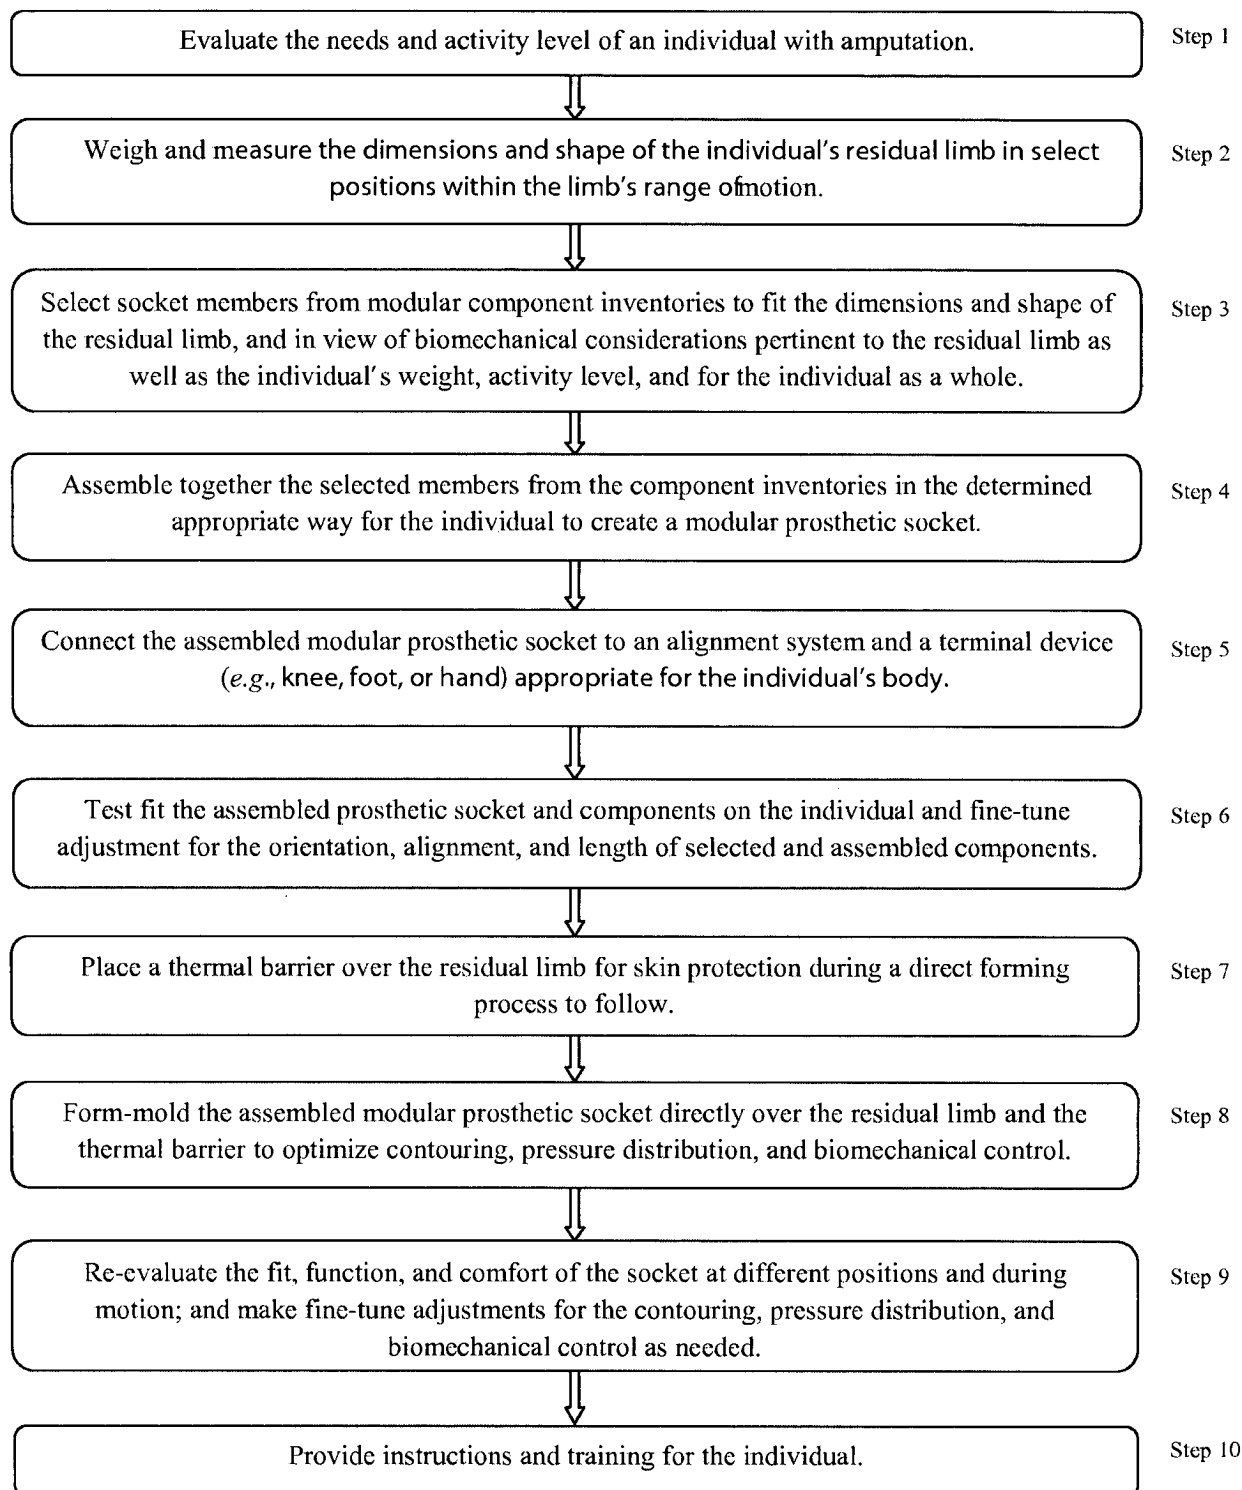 Evaluate the needs and activity level of an individual with amputation.
Step 1
Weigh and measure the dimensions and shape of the individual's residual limb in select
positions within the limb's range ofmotion.
Step 2
Select socket members from modular component inventories to fit the dimensions and shape of
the residual limb, and in view of biomechanical considerations pertinent to the residual limb as
well as the individual's weight, activity level, and for the individual as a whole.
Step 3
Assemble together the selected members from the component inventories in the determined
appropriate way for the individual to create a modular prosthetic socket.
Step 4
Connect the assembled modular prosthetic socket to an alignment system and a terminal device
(e.g., knee, foot, or hand) appropriate for the individual's body.
Step 5
Test fit the assembled prosthetic socket and components on the individual and fine-tune
adjustment for the orientation, alignment, and length of selected and assembled components.
Step 6
Place a thermal barrier over the residual limb for skin protection during a direct forming
process to follow.
Step 7
Form-mold the assembled modular prosthetic socket directly over the residual limb and the
thermal barrier to optimize contouring, pressure distribution, and biomechanical control.
Step 8
Re-evaluate the fit, function, and comfort of the socket at different positions and during
motion; and make fine-tune adjustments for the contouring, pressure distribution, and
biomechanical control as needed.
Step 9
Provide instructions and training for the individual.
Step 10